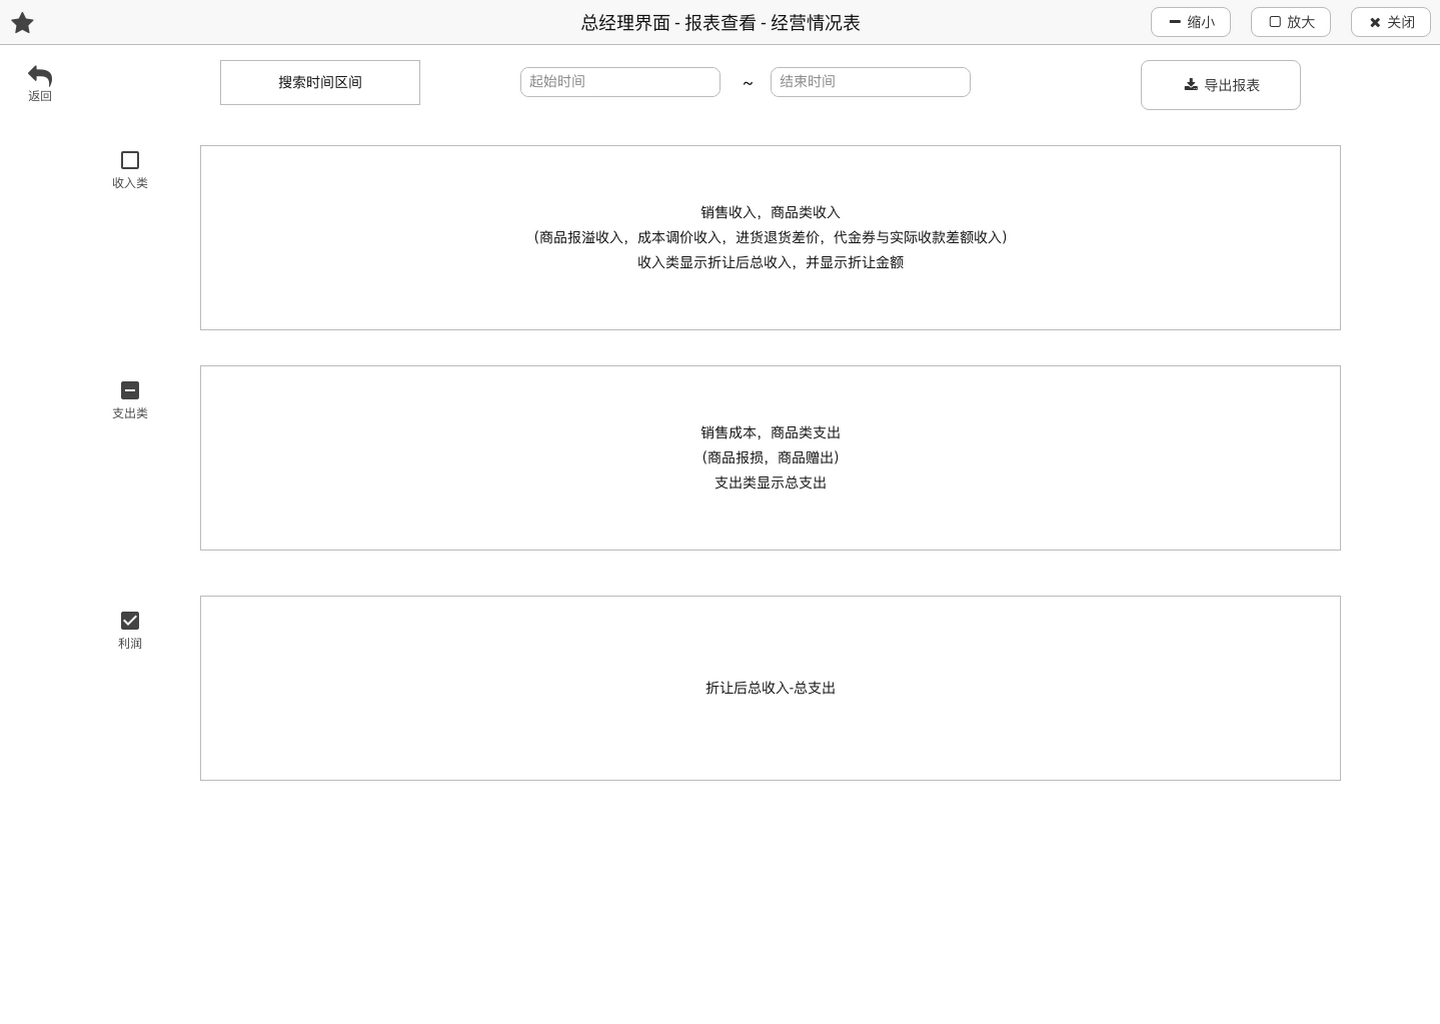 总经理界面 - 报表查看 - 经营情况表
缩小
放大
关闭
返回
搜索时间区间
起始时间
~
结束时间
导出报表
收入类
销售收入，商品类收入
(商品报溢收入，成本调价收入，进货退货差价，代金券与实际收款差额收入)
收入类显示折让后总收入，并显示折让金额
支出类
销售成本，商品类支出
(商品报损，商品赠出)
支出类显示总支出
利润
折让后总收入-总支出